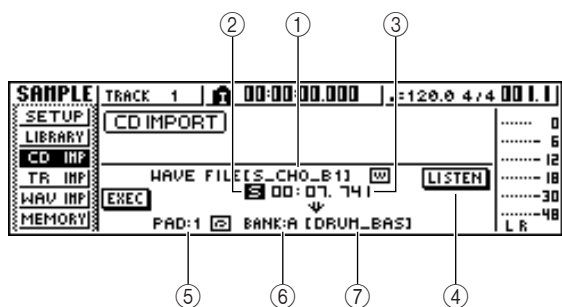 ② ① ③
SAMPLE TRACK 1 00:00:00.000 ♩=120.0 4/4 001.1
SETUP
LIBRARY
CD IMP
TR IMP
WAV IMP
MEMORY
CD IMPORT
WAVE FILE[S_CHO_B1] W LISTEN
S 00:07.741
EXEC
PAD:1 BANK:A [DRUM_BAS]
0
6
12
18
30
48
L R
⑤ ⑥ ⑦ ④